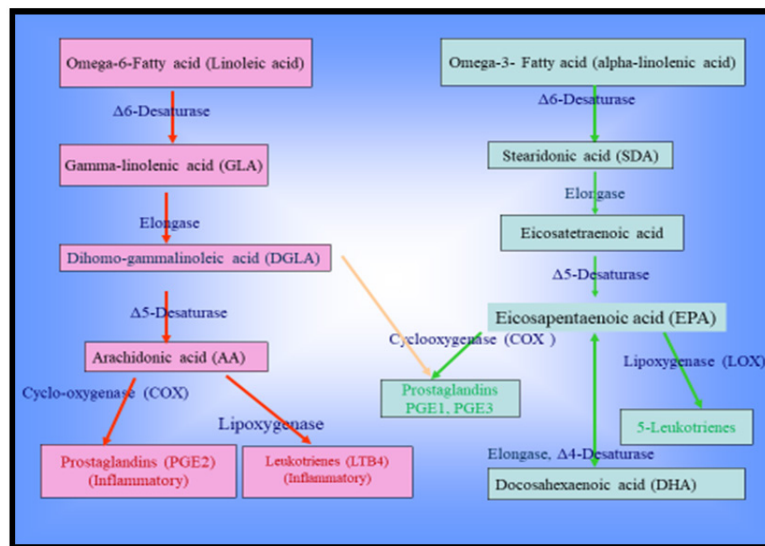 Omega-6-Fatty acid (Linoleic acid)
Δ6-Desaturase
Gamma-linolenic acid (GLA)
Elongase
Dihomo-gammalinoleic acid (DGLA)
Δ5-Desaturase
Arachidonic acid (AA)
Cyclo-oxygenase (COX)
Lipoxygenase
Prostaglandins (PGE2)
(Inflammatory)
Leukotrienes (LTB4)
(Inflammatory)
Omega-3- Fatty acid (alpha-linolenic acid)
Δ6-Desaturase
Stearidonic acid (SDA)
Elongase
Eicosatetraenoic acid
Δ5-Desaturase
Eicosapentaenoic acid (EPA)
Cyclooxygenase (COX )
Lipoxygenase (LOX)
Prostaglandins
PGE1, PGE3
5-Leukotrienes
Elongase, Δ4-Desaturase
Docosahexaenoic acid (DHA)